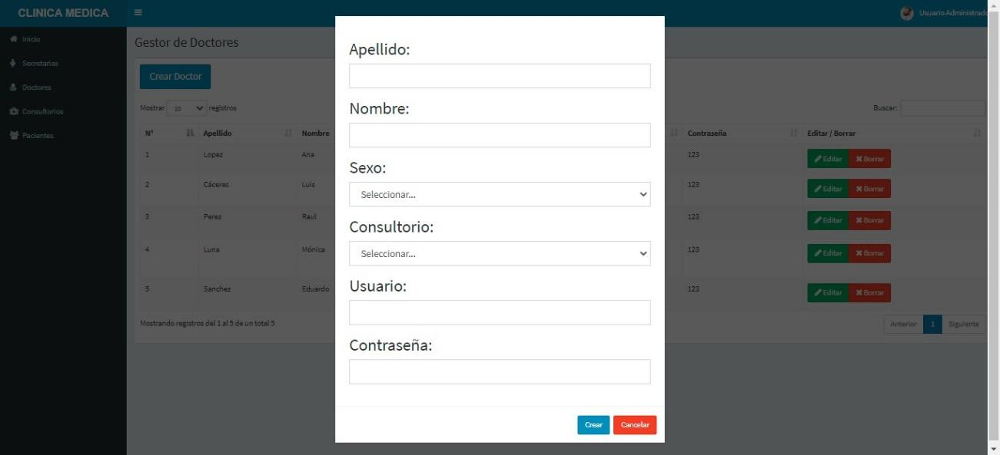 CLINICA MEDICA
Usuario Administrado
Inicio
Secretarias
Doctores
Consultorios
Pacientes
Gestor de Doctores
Crear Doctor
Mostrar 10 registros
Buscar:
N° Apellido Nombre Contraseña Editar / Borrar
1 Lopez Ana 123 Editar Borrar
2 Cáceres Luis 123 Editar Borrar
3 Perez Raul 123 Editar Borrar
4 Luna Mónica 123 Editar Borrar
5 Sanchez Eduardo 123 Editar Borrar
Mostrando registros del 1 al 5 de un total 5
Anterior 1 Siguiente
Apellido:
Nombre:
Sexo:
Seleccionar...
Consultorio:
Seleccionar...
Usuario:
Contraseña:
Crear Cancelar